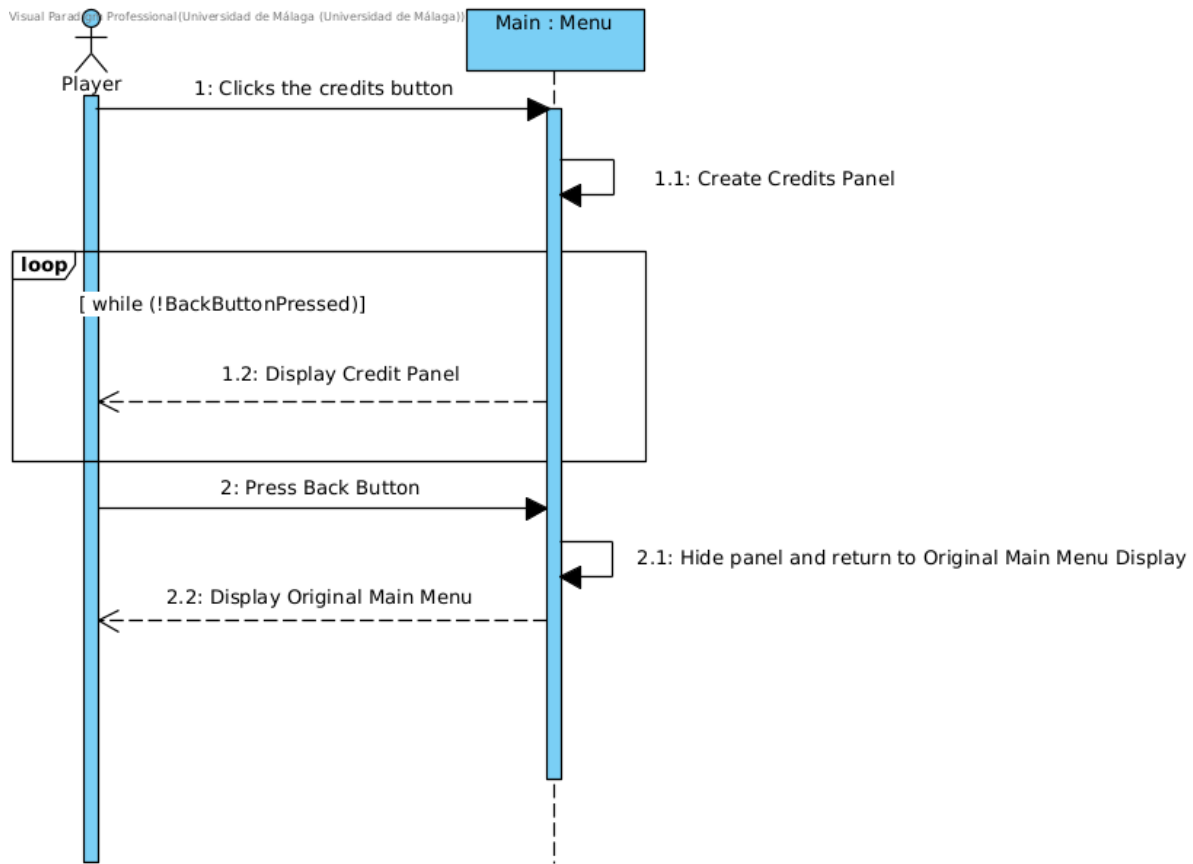 Visual Paradigm Professional(Universidad de Málaga (Universidad de Málaga))
Main : Menu
Player
1: Clicks the credits button
1.1: Create Credits Panel
loop
[ while (!BackButtonPressed)]
1.2: Display Credit Panel
2: Press Back Button
2.1: Hide panel and return to Original Main Menu Display
2.2: Display Original Main Menu